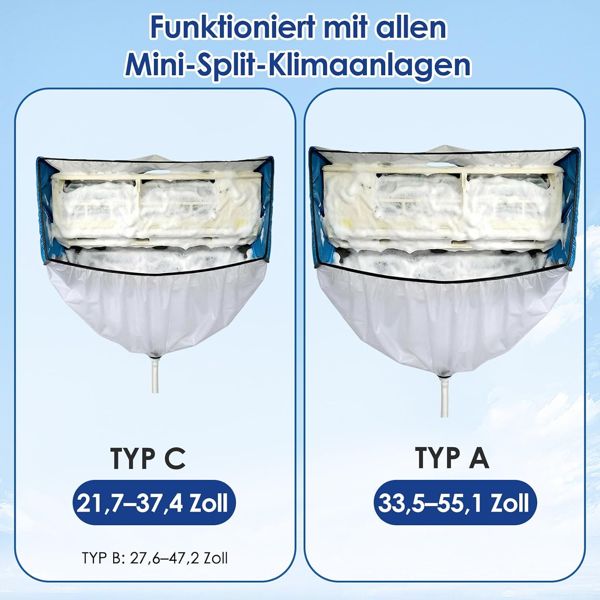 Funktioniert mit allen
Mini-Split-Klimaanlagen
TYP C
21,7–37,4 Zoll
TYP B: 27,6–47,2 Zoll
TYP A
33,5–55,1 Zoll